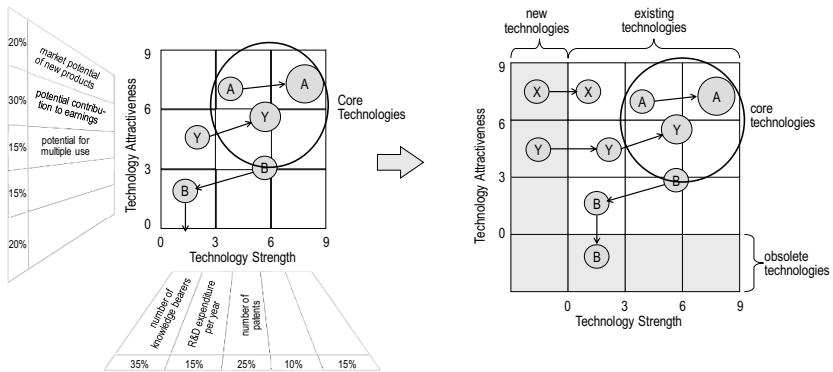 20%
market potential
of new products
30%
potential contribu-
tion to earnings
15%
potential for
multiple use
15%
20%
Technology Attractiveness
9
6
3
0
A
A
Y
Y
B
B
Core
Technologies
0
3
6
9
Technology Strength
number of
knowledge bearers
R&D expenditure
per year
number of
patents
35%
15%
25%
10%
15%
new
technologies
existing
technologies
Technology Attractiveness
9
6
3
0
X
X
A
A
Y
Y
Y
B
B
B
core
technologies
obsolete
technologies
0
3
6
9
Technology Strength